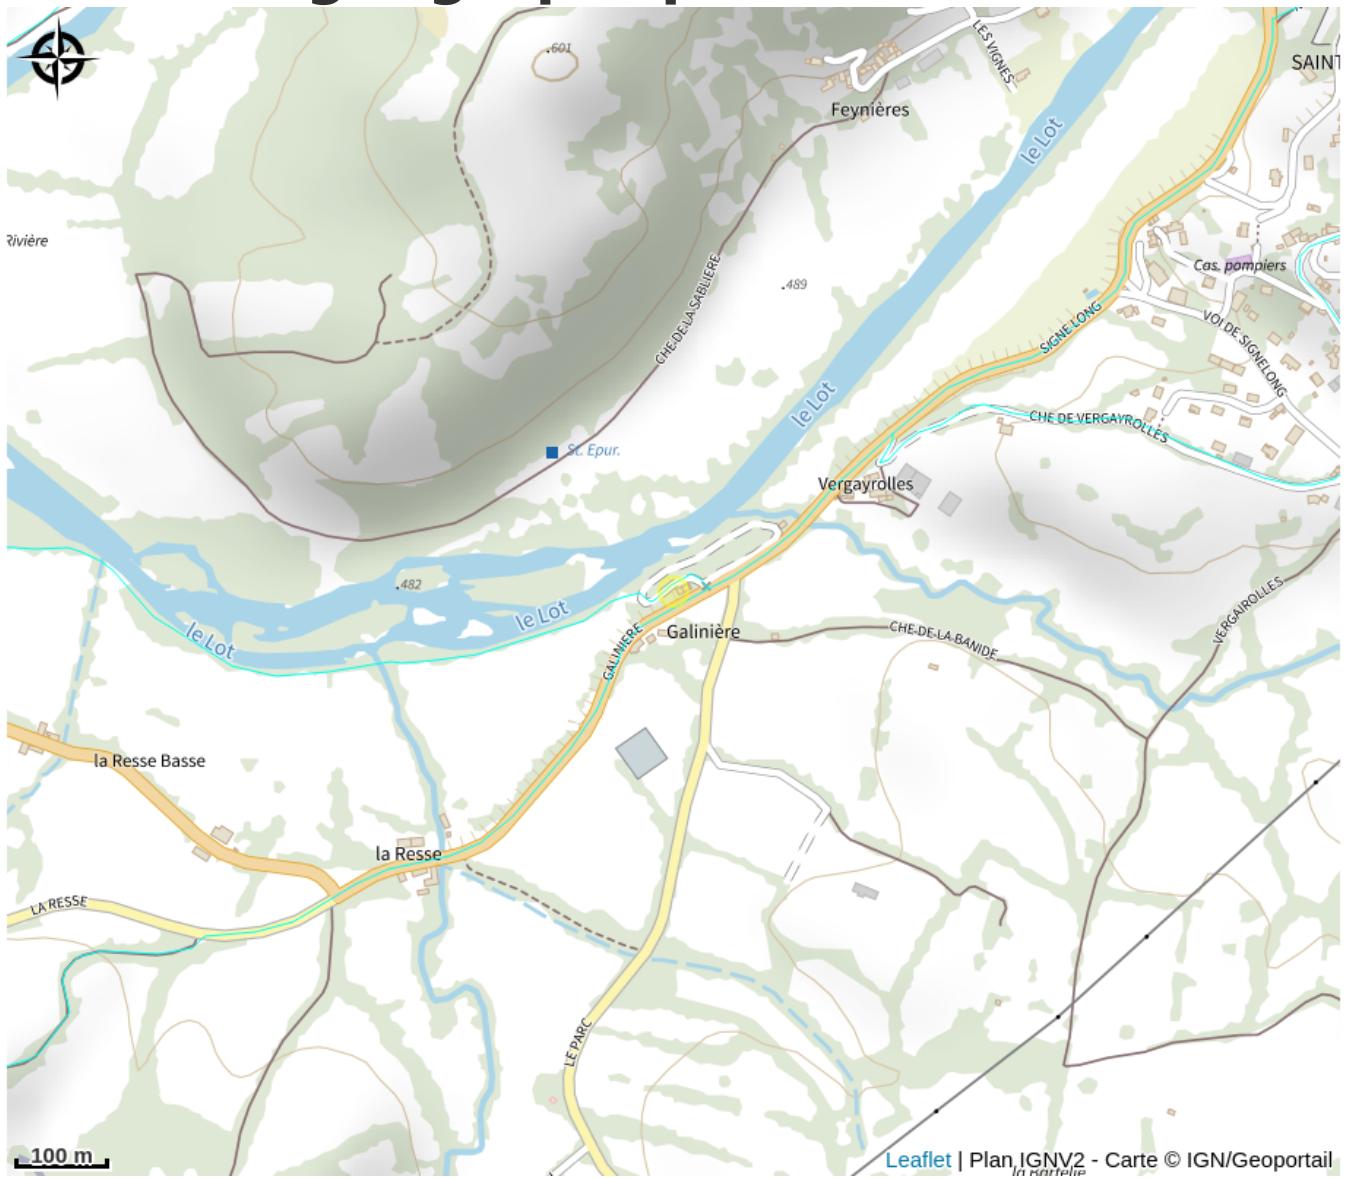 .601
LES VIGNES
SAINT
Feynières
le Lot
Rivière
Cas. pompiers
CHE DE LA SABLIERE
.489
SIGNE LONG
VOI DE SIGNELONG
le Lot
CHE DE VERGAYROLLES
St. Epur.
Vergayrolles
.482
le Lot
le Lot
GALINIERE
Galinière
CHE DE LA BANIDE
VERGAIROLLES
la Resse Basse
la Resse
LA RESSE
LE PARC
100 m
Leaflet | Plan IGNV2 - Carte © IGN/Geoportail